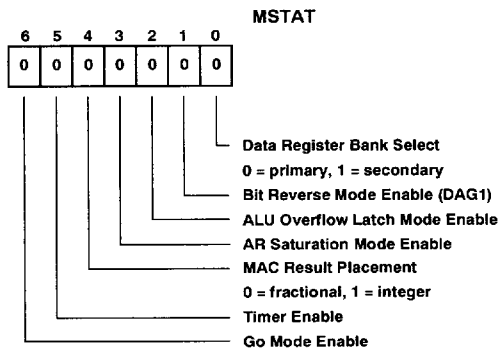 MSTAT
6 5 4 3 2 1 0
0 0 0 0 0 0 0
Data Register Bank Select
0 = primary, 1 = secondary
Bit Reverse Mode Enable (DAG1)
ALU Overflow Latch Mode Enable
AR Saturation Mode Enable
MAC Result Placement
0 = fractional, 1 = integer
Timer Enable
Go Mode Enable